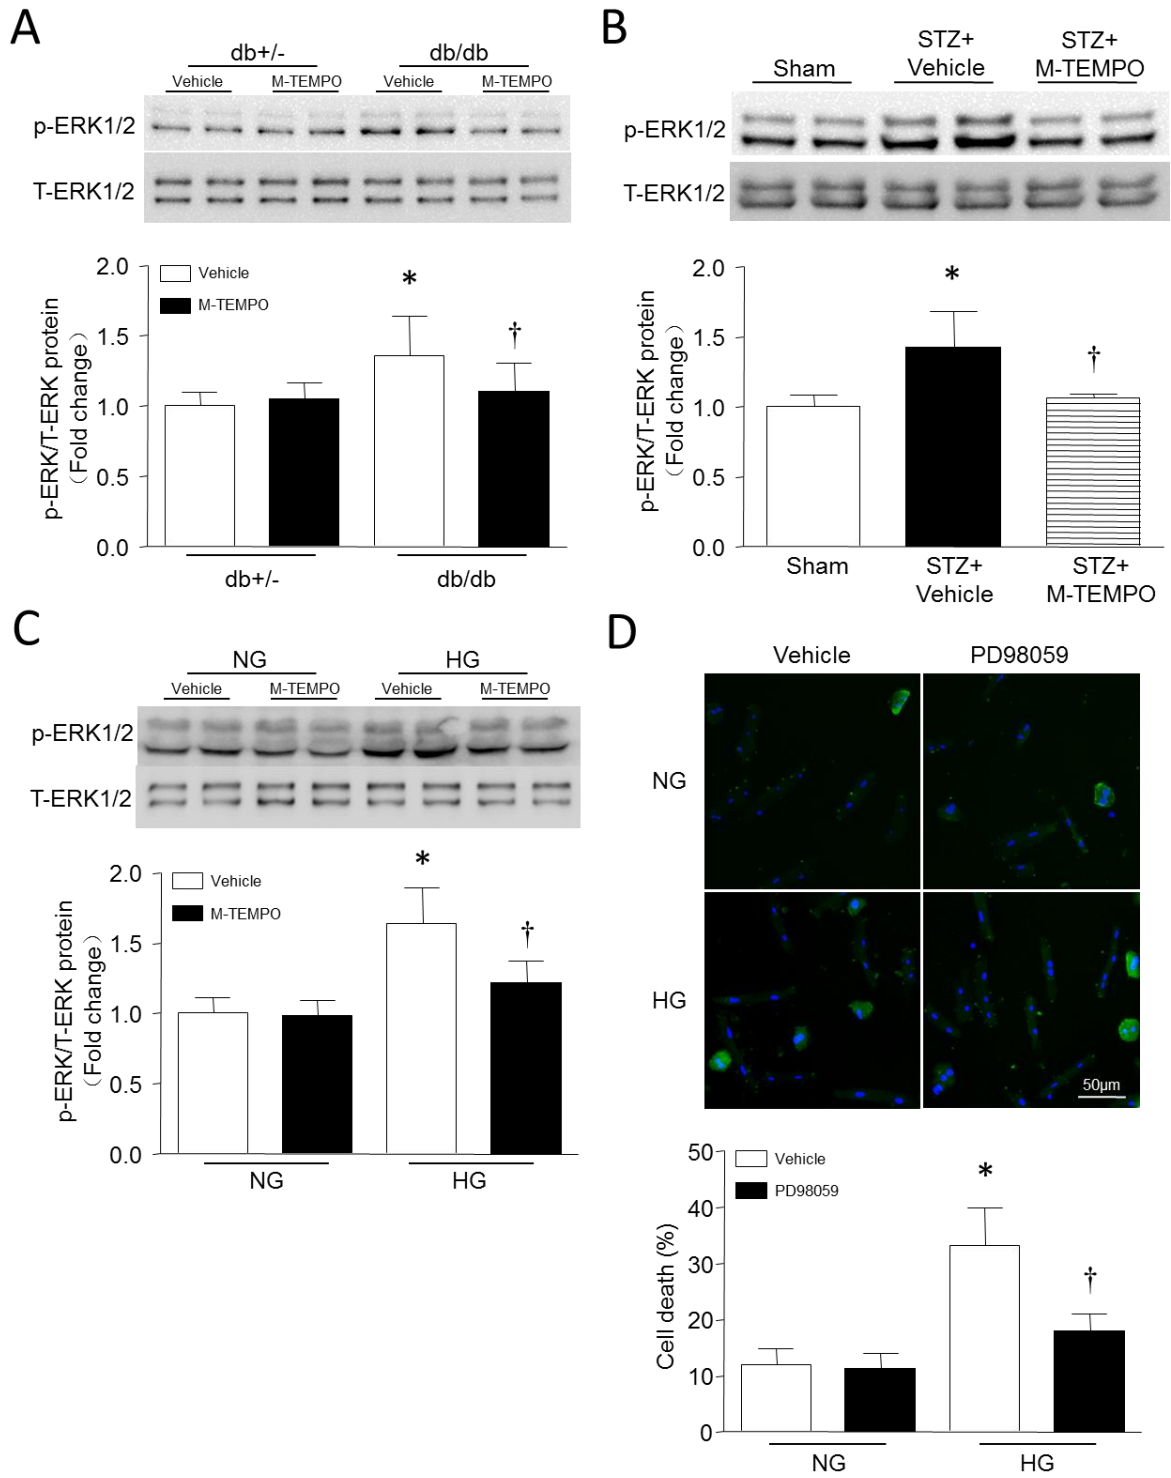 A
db+/-
db/db
Vehicle
M-TEMPO
Vehicle
M-TEMPO
p-ERK1/2
T-ERK1/2
2.0
1.5
1.0
0.5
0.0
p-ERK/T-ERK protein
（Fold change）
Vehicle
M-TEMPO
*
†
db+/-
db/db
B
Sham
STZ+
Vehicle
STZ+
M-TEMPO
p-ERK1/2
T-ERK1/2
2.0
1.5
1.0
0.5
0.0
p-ERK/T-ERK protein
（Fold change）
*
†
Sham
STZ+
Vehicle
STZ+
M-TEMPO
C
NG
HG
Vehicle
M-TEMPO
Vehicle
M-TEMPO
p-ERK1/2
T-ERK1/2
2.0
1.5
1.0
0.5
0.0
p-ERK/T-ERK protein
（Fold change）
Vehicle
M-TEMPO
*
†
NG
HG
D
Vehicle
PD98059
NG
HG
50µm
50
40
30
20
10
0
Cell death (%)
Vehicle
PD98059
*
†
NG
HG